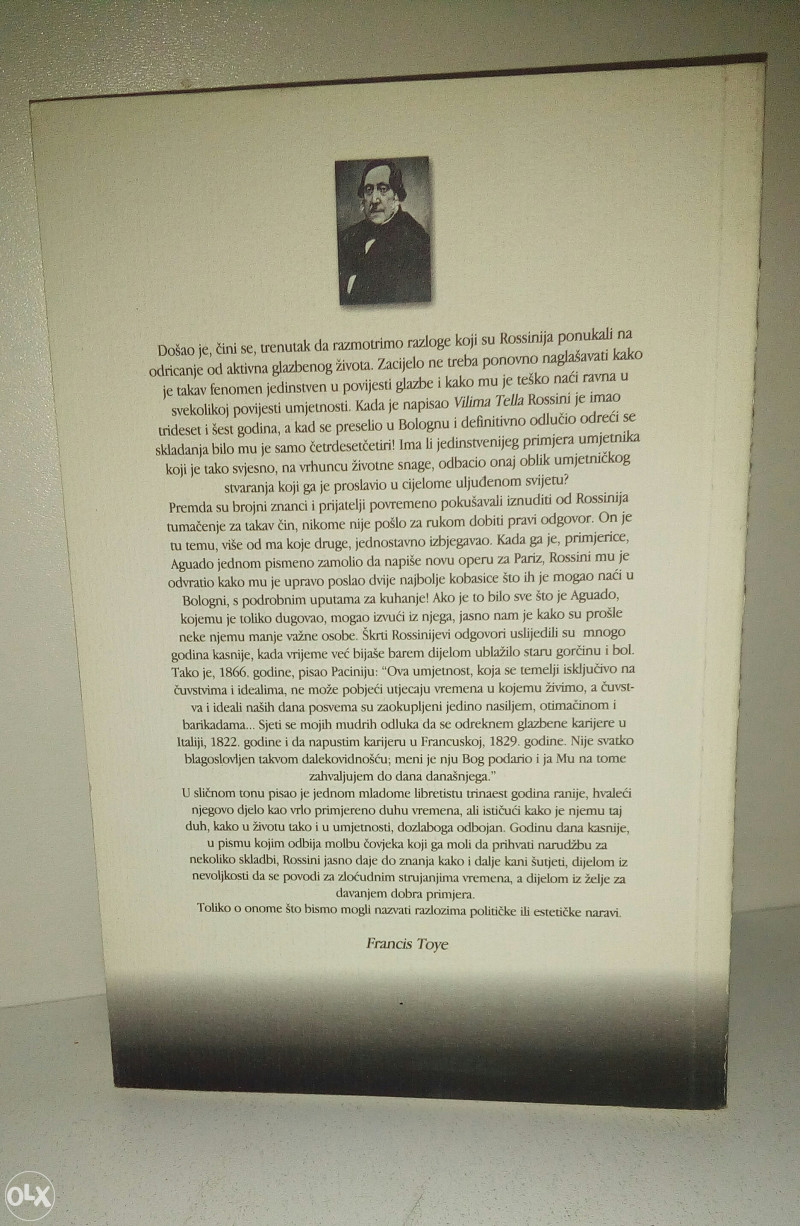 Došao je, čini se, trenutak da razmotrimo razloge koji su Rossinija ponukali na
odricanje od aktivna glazbenog života. Zacijelo ne treba ponovno naglašavati kako
je takav fenomen jedinstven u povijesti glazbe i kako mu je teško naći ravna u
svekolikoj povijesti umjetnosti. Kada je napisao Vilima Tella Rossini je imao
trideset i šest godina, a kad se preselio u Bolognu i definitivno odlučio odreći se
skladanja bilo mu je samo četrdesetčetiri! Ima li jedinstvenijeg primjera umjetnika
koji je tako svjesno, na vrhuncu životne snage, odbacio onaj oblik umjetničkog
stvaranja koji ga je proslavio u cijelome uljuđenom svijetu?
Premda su brojni znanci i prijatelji povremeno pokušavali iznuditi od Rossinija
tumačenje za takav čin, nikome nije pošlo za rukom dobiti pravi odgovor. On je
tu temu, više od ma koje druge, jednostavno izbjegavao. Kada ga je, primjerice,
Aguado jednom pismeno zamolio da napiše novu operu za Pariz, Rossini mu je
odvratio kako mu je upravo poslao dvije najbolje kobasice što ih je mogao naći u
Bologni, s podrobnim uputama za kuhanje! Ako je to bilo sve što je Aguado,
kojemu je toliko dugovao, mogao izvući iz njega, jasno nam je kako su prošle
neke njemu manje važne osobe. Škrti Rossinijevi odgovori uslijedili su mnogo
godina kasnije, kada vrijeme već bijaše barem dijelom ublažilo staru gorčinu i bol.
Tako je, 1866. godine, pisao Paciniju: “Ova umjetnost, koja se temelji isključivo na
čuvstvima i idealima, ne može pobjeći utjecaju vremena u kojemu živimo, a čuvst-
va i ideali naših dana posvema su zaokupljeni jedino nasiljem, otimačinom i
barikadama... Sjeti se mojih mudrih odluka da se odreknem glazbene karijere u
Italiji, 1822. godine i da napustim karijeru u Francuskoj, 1829. godine. Nije svatko
blagoslovljen takvom dalekovidnošću; meni je nju Bog podario i ja Mu na tome
zahvaljujem do dana današnjega.”
U sličnom tonu pisao je jednom mladome libretistu trinaest godina ranije, hvaleći
njegovo djelo kao vrlo primjereno duhu vremena, ali ističući kako je njemu taj
duh, kako u životu tako i u umjetnosti, dozlaboga odbojan. Godinu dana kasnije,
u pismu kojim odbija molbu čovjeka koji ga moli da prihvati narudžbu za
nekoliko skladbi, Rossini jasno daje do znanja kako i dalje kani šutjeti, dijelom iz
nevoljkosti da se povodi za zloćudnim strujanjima vremena, a dijelom iz želje za
davanjem dobra primjera.
Toliko o onome što bismo mogli nazvati razlozima političke ili estetičke naravi.
Francis Toye
OLX